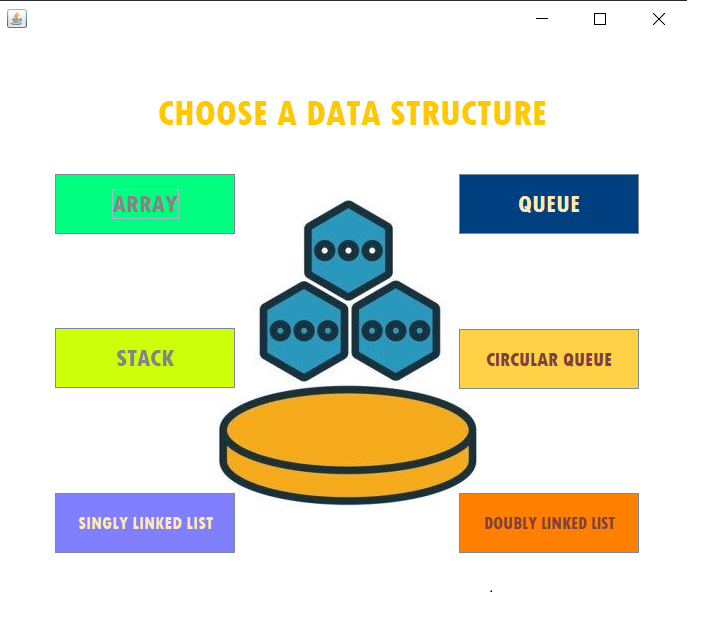 CHOOSE A DATA STRUCTURE
ARRAY
QUEUE
STACK
CIRCULAR QUEUE
SINGLY LINKED LIST
DOUBLY LINKED LIST
.